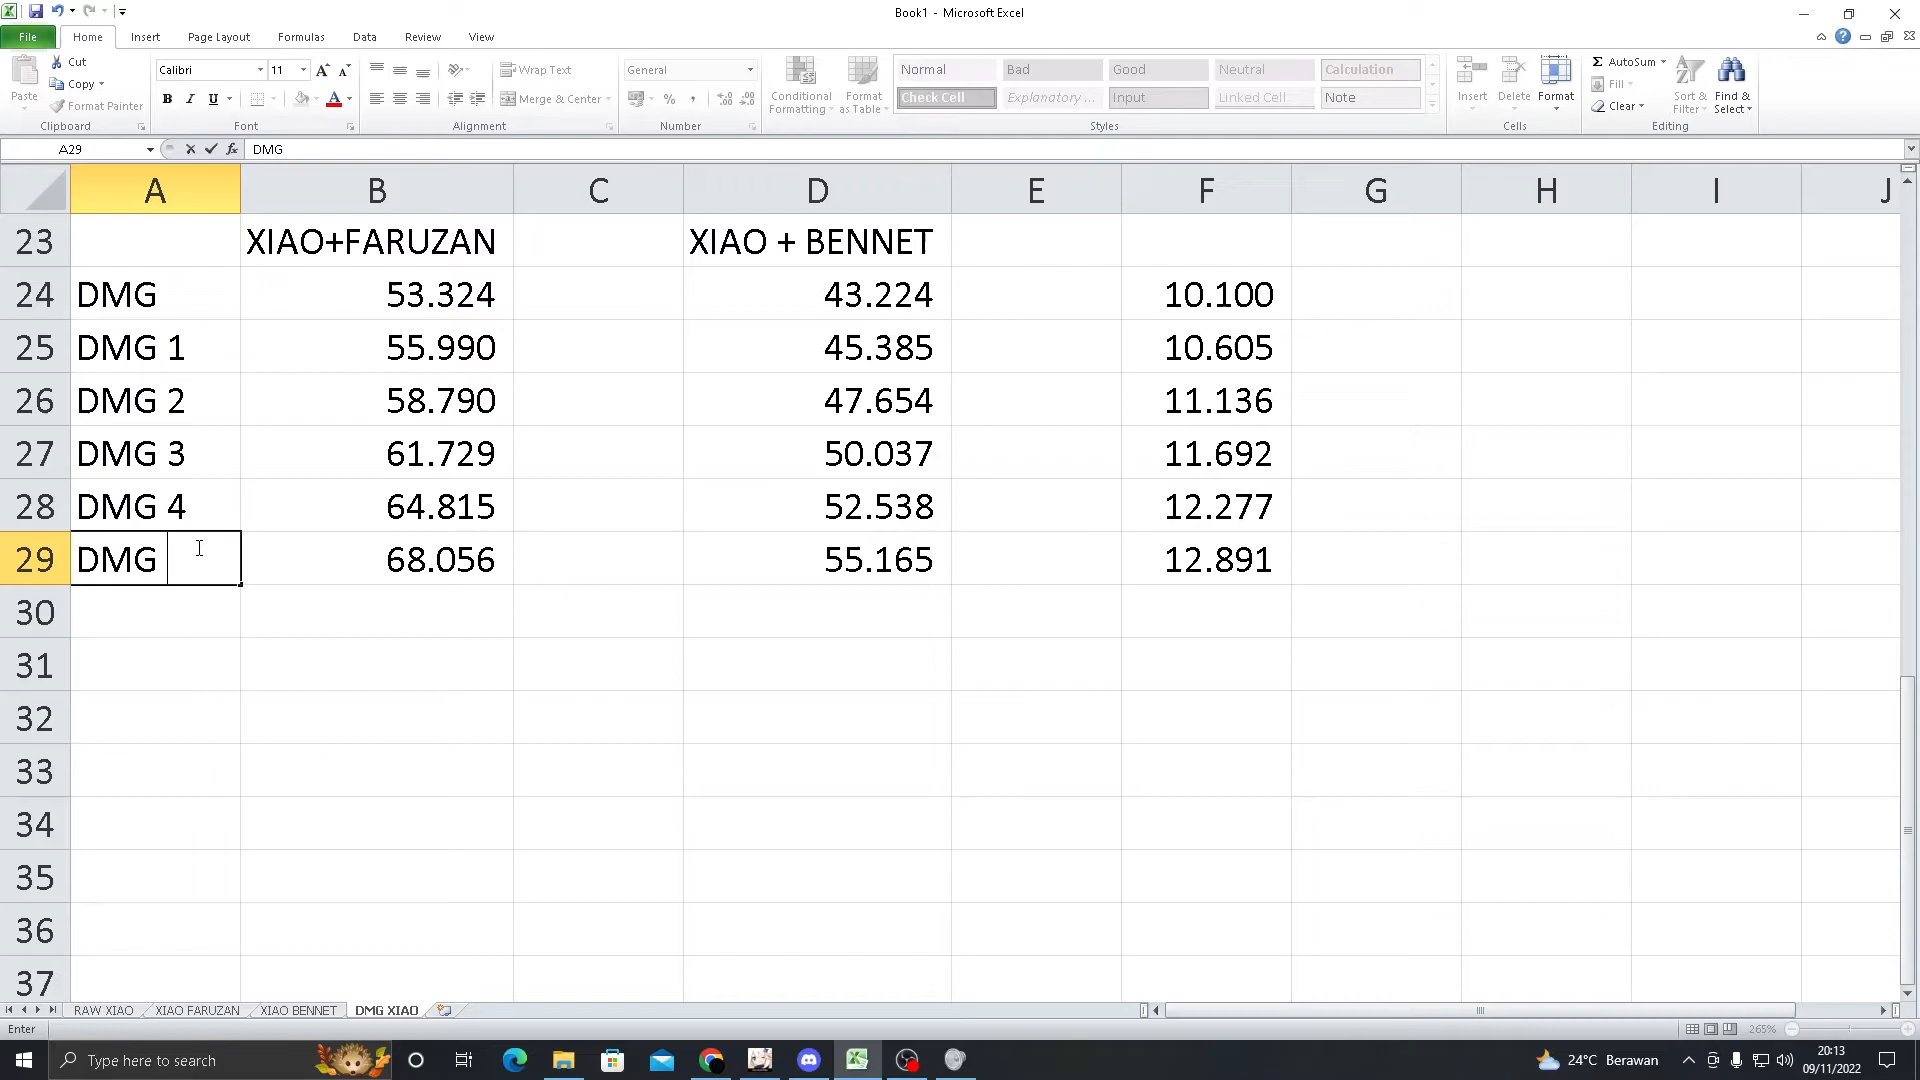 Book1 - Microsoft Excel
File Home Insert Page Layout Formulas Data Review View
Paste
Cut
Copy
Format Painter
Clipboard
Calibri 11
B I U
Font
Wrap Text
Merge & Center
Alignment
General
Number
Conditional Formatting
Format as Table
Normal Bad Good Neutral Calculation
Check Cell Explanatory ... Input Linked Cell Note
Styles
Insert Delete Format
Cells
Σ AutoSum
Fill
Clear
Sort & Filter
Find & Select
Editing
A29 fx DMG
A B C D E F G H I J
23 XIAO+FARUZAN XIAO + BENNET
24 DMG 53.324 43.224 10.100
25 DMG 1 55.990 45.385 10.605
26 DMG 2 58.790 47.654 11.136
27 DMG 3 61.729 50.037 11.692
28 DMG 4 64.815 52.538 12.277
29 DMG 68.056 55.165 12.891
30
31
32
33
34
35
36
37
RAW XIAO XIAO FARUZAN XIAO BENNET DMG XIAO
Enter 265%
Type here to search
24°C Berawan
20:13
09/11/2022